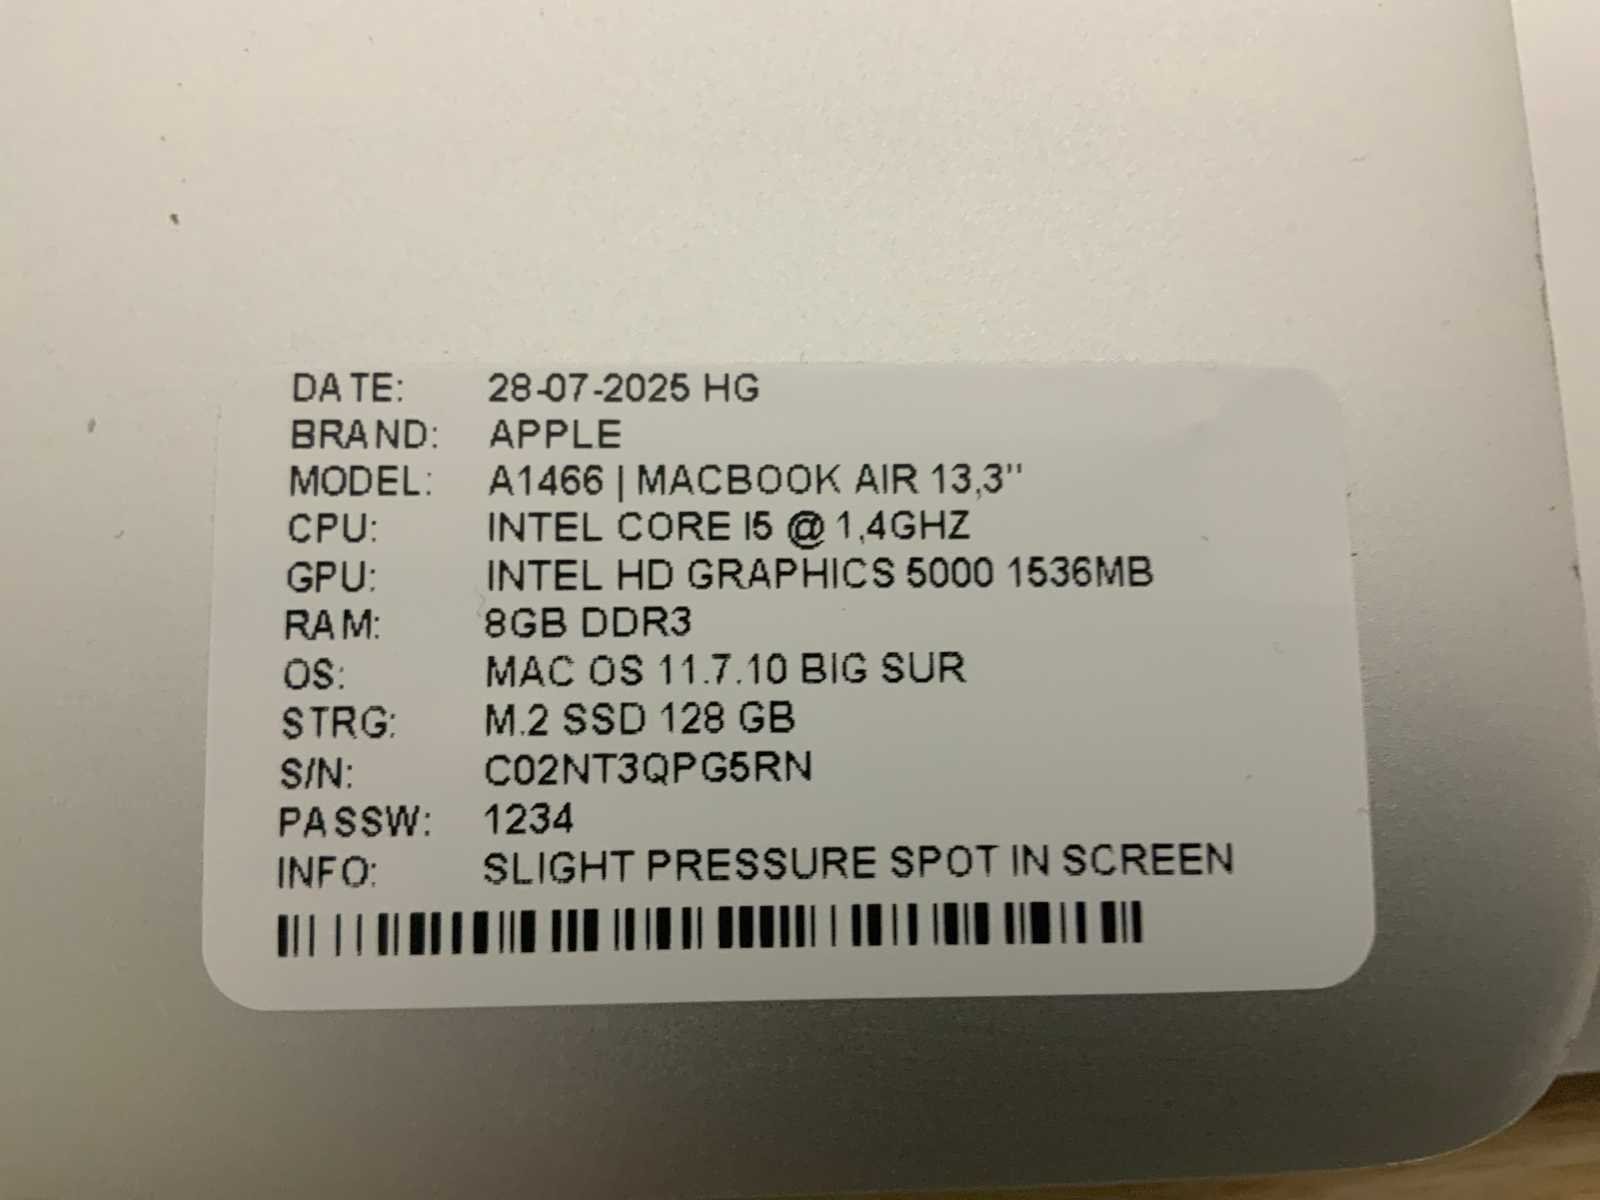 DATE: 28-07-2025 HG
BRAND: APPLE
MODEL: A1466 | MACBOOK AIR 13,3"
CPU: INTEL CORE I5 @ 1,4GHZ
GPU: INTEL HD GRAPHICS 5000 1536MB
RAM: 8GB DDR3
OS: MAC OS 11.7.10 BIG SUR
STRG: M.2 SSD 128 GB
S/N: C02NT3QPG5RN
PASSW: 1234
INFO: SLIGHT PRESSURE SPOT IN SCREEN